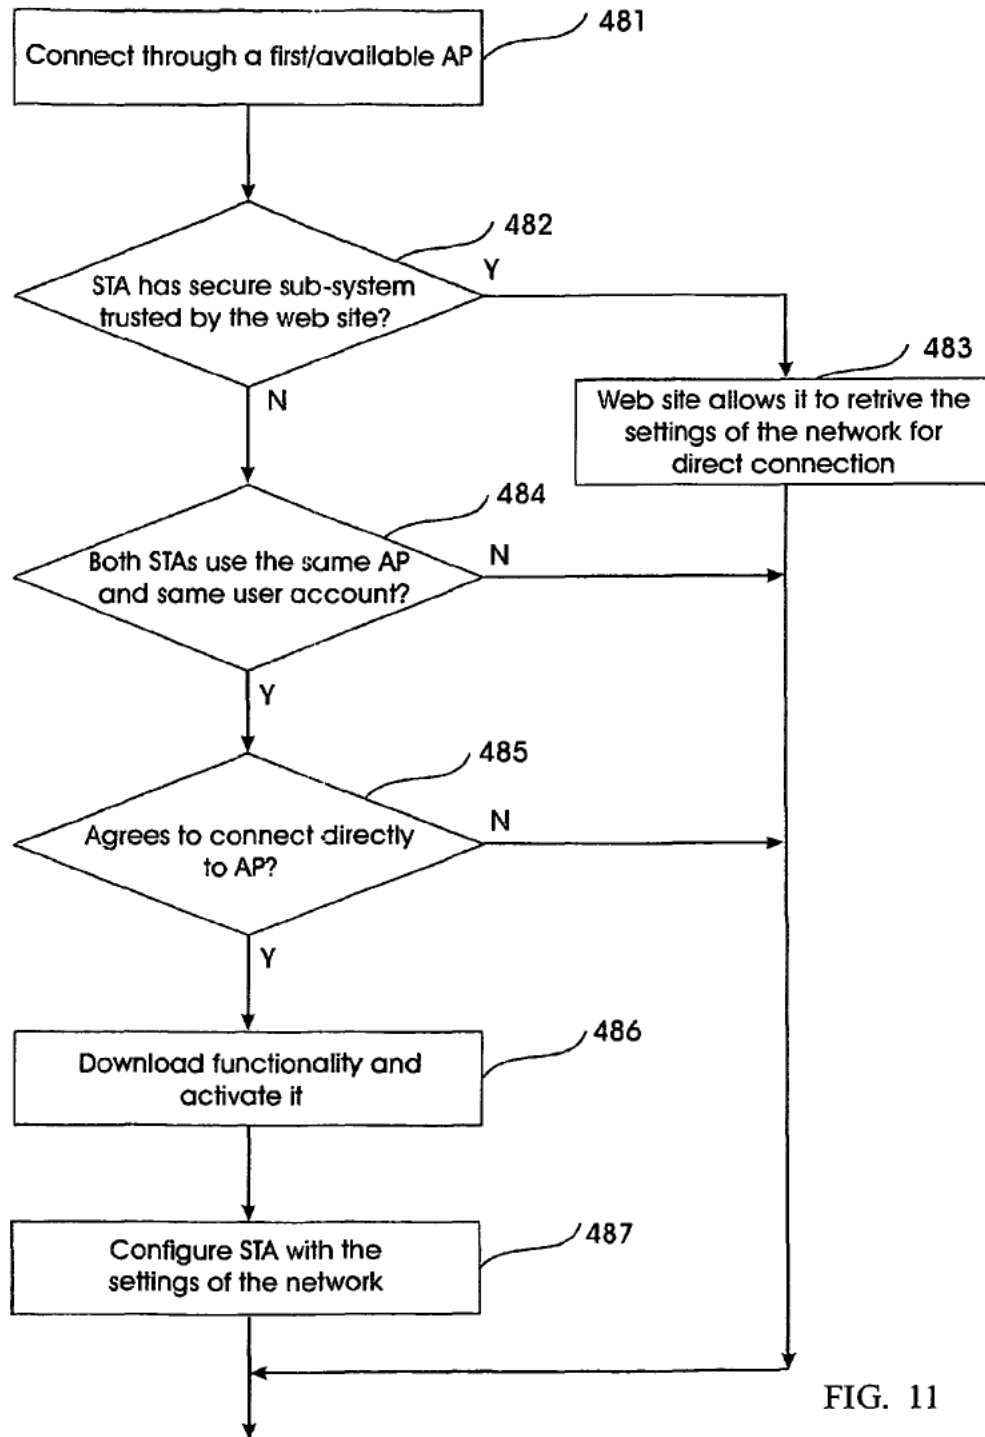 481
Connect through a first/available AP
482
STA has secure sub-system
trusted by the web site?
Y
N
483
Web site allows it to retrive the
settings of the network for
direct connection
484
Both STAs use the same AP
and same user account?
N
Y
485
Agrees to connect directly
to AP?
N
Y
486
Download functionality and
activate it
487
Configure STA with the
settings of the network
FIG. 11